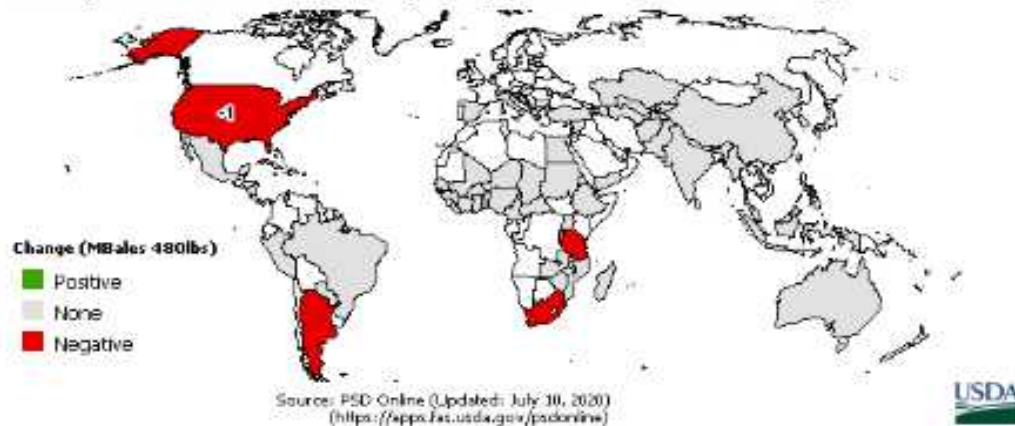 -1
Change (MBales 480lbs)
Positive
None
Negative
Source: PSD Online (Updated: July 10, 2020)
(https://apps.fas.usda.gov/psdonline)
USDA